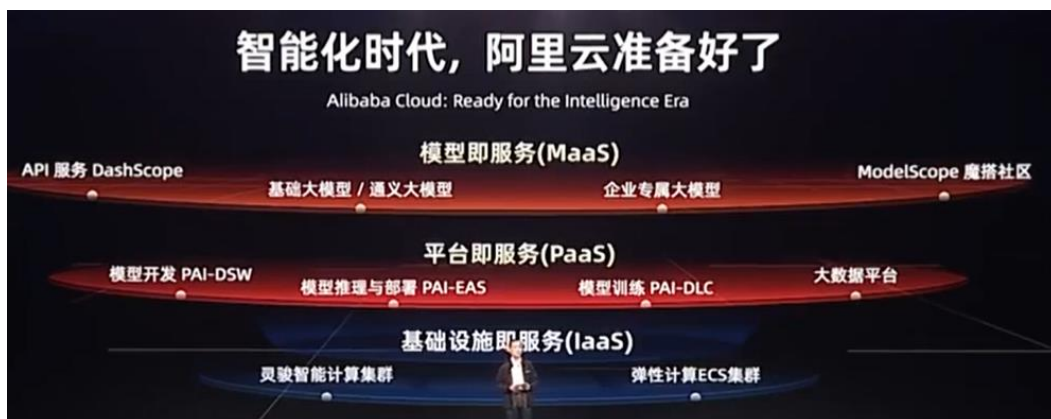 智能化时代，阿里云准备好了
Alibaba Cloud: Ready for the Intelligence Era
模型即服务(MaaS)
API 服务 DashScope
基础大模型 / 通义大模型
企业专属大模型
ModelScope 魔搭社区
平台即服务(PaaS)
模型开发 PAI-DSW
模型推理与部署 PAI-EAS
模型训练 PAI-DLC
大数据平台
基础设施即服务(IaaS)
灵骏智能计算集群
弹性计算ECS集群